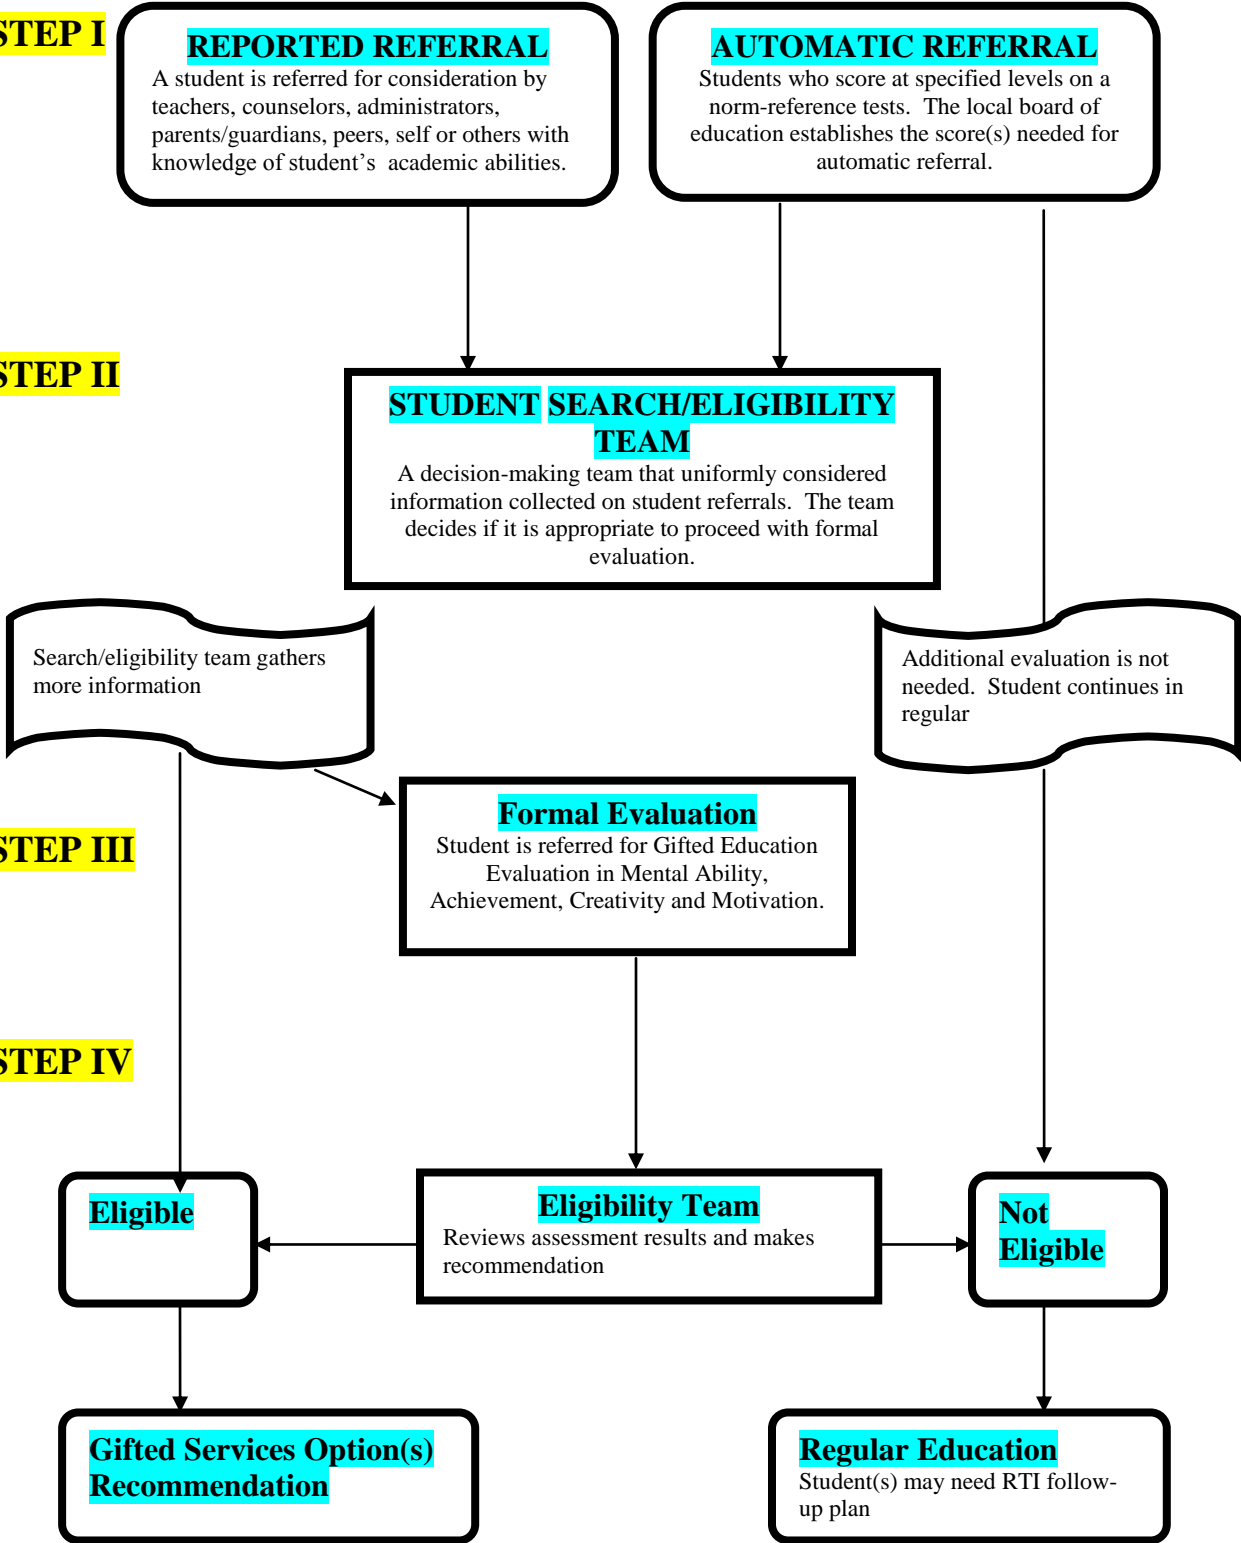 STEP I
REPORTED REFERRAL
A student is referred for consideration by
teachers, counselors, administrators,
parents/guardians, peers, self or others with
knowledge of student’s academic abilities.
AUTOMATIC REFERRAL
Students who score at specified levels on a
norm-reference tests. The local board of
education establishes the score(s) needed for
automatic referral.
STEP II
STUDENT SEARCH/ELIGIBILITY
TEAM
A decision-making team that uniformly considered
information collected on student referrals. The team
decides if it is appropriate to proceed with formal
evaluation.
Search/eligibility team gathers
more information
Additional evaluation is not
needed. Student continues in
regular
STEP III
Formal Evaluation
Student is referred for Gifted Education
Evaluation in Mental Ability,
Achievement, Creativity and Motivation.
STEP IV
Eligible
Eligibility Team
Reviews assessment results and makes
recommendation
Not
Eligible
Gifted Services Option(s)
Recommendation
Regular Education
Student(s) may need RTI follow-
up plan